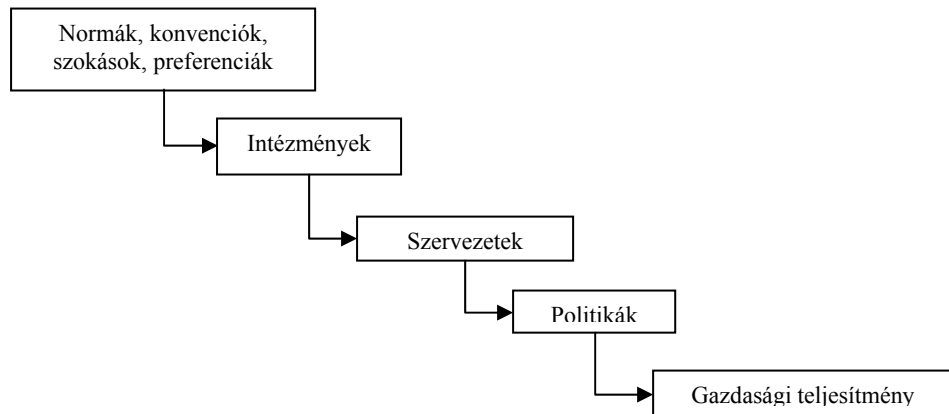 Normák, konvenciók,
szokások, preferenciák
Intézmények
Szervezetek
Politikák
Gazdasági teljesítmény